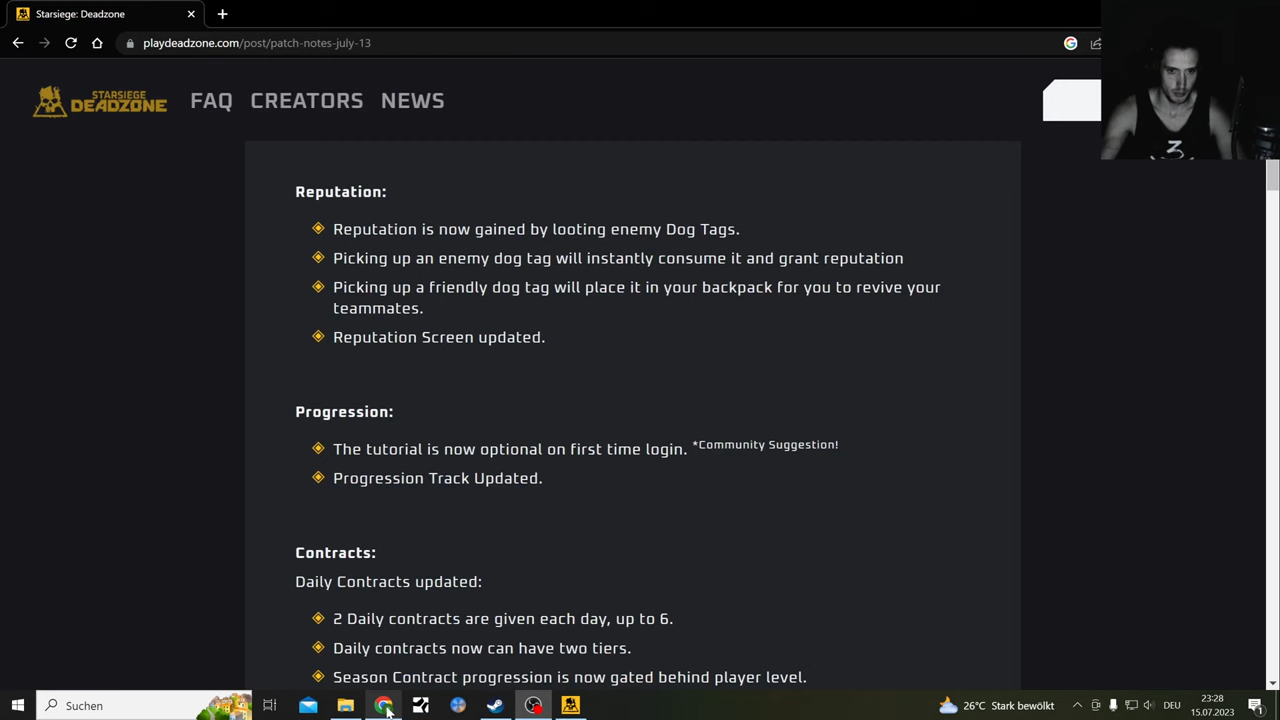 Starsiege: Deadzone
playdeadzone.com/post/patch-notes-july-13
STARSIEGE
DEADZONE
FAQ CREATORS NEWS
3
Reputation:
Reputation is now gained by looting enemy Dog Tags.
Picking up an enemy dog tag will instantly consume it and grant reputation
Picking up a friendly dog tag will place it in your backpack for you to revive your
teammates.
Reputation Screen updated.
Progression:
The tutorial is now optional on first time login. *Community Suggestion!
Progression Track Updated.
Contracts:
Daily Contracts updated:
2 Daily contracts are given each day, up to 6.
Daily contracts now can have two tiers.
Season Contract progression is now gated behind player level.
Suchen
26°C Stark bewölkt
DEU
23:28
15.07.2023
1